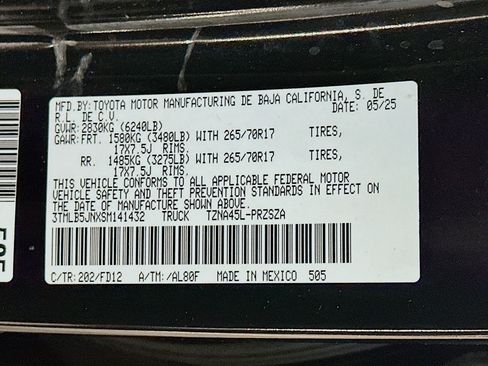 MFD.BY:TOYOTA MOTOR MANUFACTURING DE BAJA CALIFORNIA, S. DE
R.L. DE C.V. 05/25
GVWR:2830KG (6240LB)
GAWR:FRT. 1580KG (3480LB) WITH 265/70R17 TIRES,
17X7.5J RIMS.
RR. 1485KG (3275LB) WITH 265/70R17 TIRES,
17X7.5J RIMS.
THIS VEHICLE CONFORMS TO ALL APPLICABLE FEDERAL MOTOR
VEHICLE SAFETY AND THEFT PREVENTION STANDARDS IN EFFECT ON
THE DATE OF MANUFACTURE SHOWN ABOVE.
3TMLB5JNXSM141432 TRUCK TZNA45L-PRZSZA
C/TR:202/FD12 A/TM:/AL80F MADE IN MEXICO 505
505